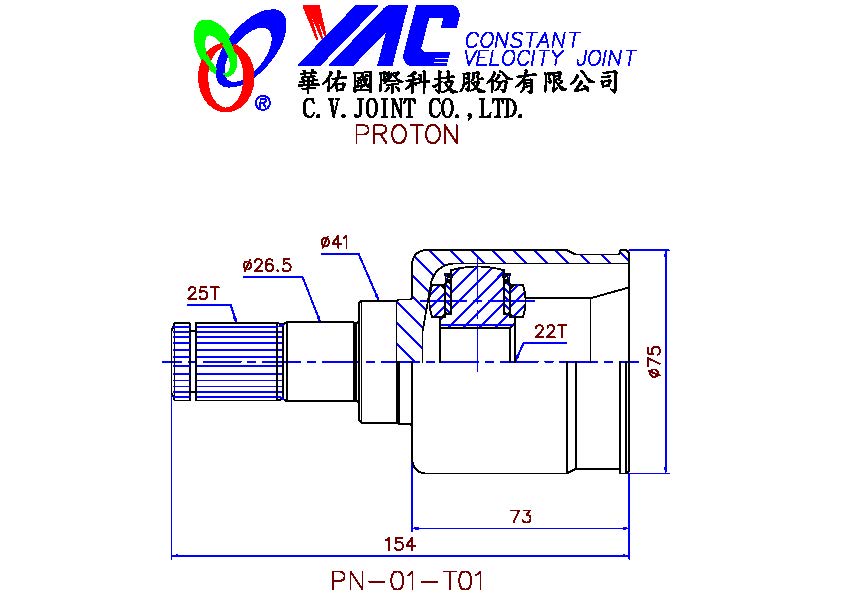 YAC CONSTANT
VELOCITY JOINT
®
華佑國際科技股份有限公司
C.V.JOINT CO.,LTD.
PROTON
ø41
ø26.5
25T
22T
ø75
73
154
PN-01-T01